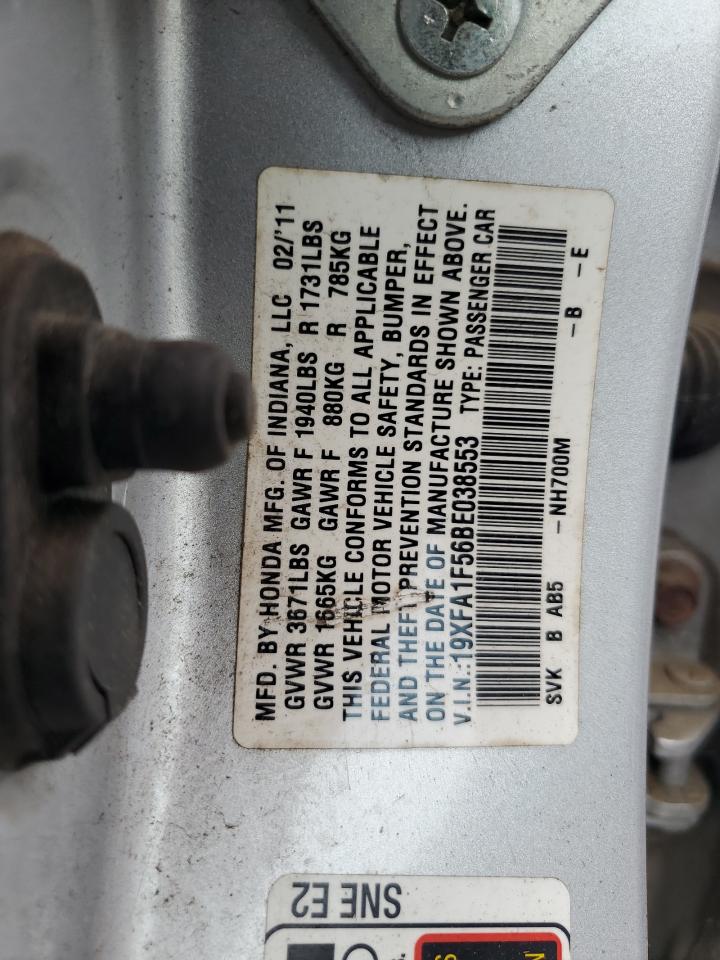 MFD. BY HONDA MFG. OF INDIANA, LLC 02/'11
GVWR 3671LBS GAWR F 1940LBS R 1731LBS
GVWR 1665KG GAWR F 880KG R 785KG
THIS VEHICLE CONFORMS TO ALL APPLICABLE
FEDERAL MOTOR VEHICLE SAFETY, BUMPER,
AND THEFT PREVENTION STANDARDS IN EFFECT
ON THE DATE OF MANUFACTURE SHOWN ABOVE.
V.I.N.:19XFA1F56BE038553 TYPE: PASSENGER CAR
SVK B AB5 -NH700M -B -E
SNE E2